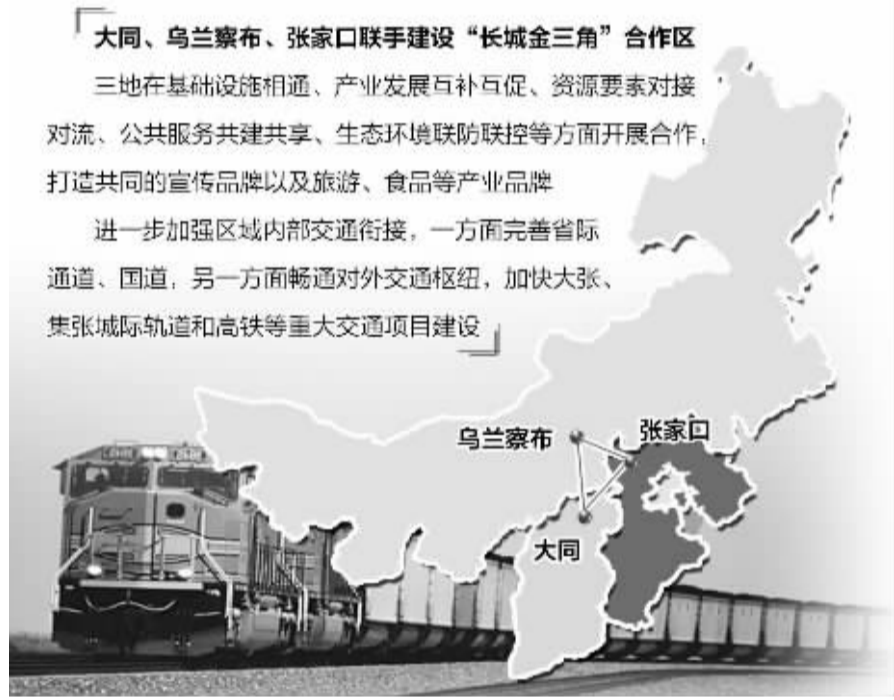 大同、乌兰察布、张家口联手建设“长城金三角”合作区
三地在基础设施相通、产业发展互补互促、资源要素对接
对流、公共服务共建共享、生态环境联防联控等方面开展合作，
打造共同的宣传品牌以及旅游、食品等产业品牌
进一步加强区域内部交通衔接，一方面完善省际
通道、国道，另一方面畅通对外交通枢纽，加快大张、
集张城际轨道和高铁等重大交通项目建设
乌兰察布
张家口
大同